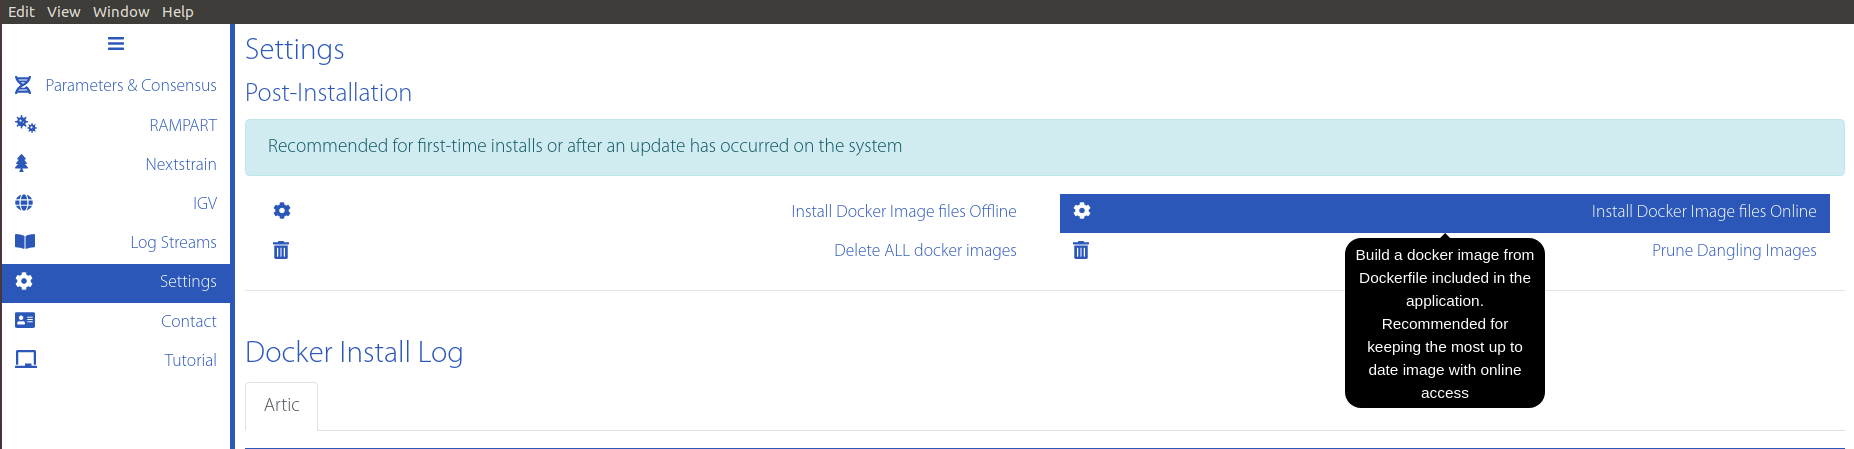 Edit View Window Help
Settings
Post-Installation
Parameters & Consensus
RAMPART
Nextstrain
IGV
Log Streams
Settings
Contact
Tutorial
Recommended for first-time installs or after an update has occurred on the system
Install Docker Image files Offline
Install Docker Image files Online
Delete ALL docker images
Prune Dangling Images
Build a docker image from
Dockerfile included in the
application.
Recommended for
keeping the most up to
date image with online
access
Docker Install Log
Artic